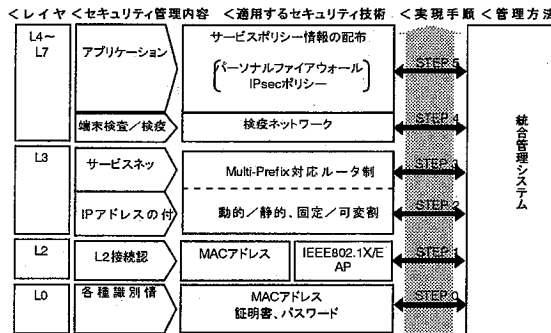 <レイヤ <セキュリティ管理内容 <適用するセキュリティ技術 <実現手順 <管理方法
L4~
L7
アプリケーション
サービスポリシー情報の配布
パーソナルファイアウォール
IPsecポリシー
STEP 5
端末検査/検疫
検疫ネットワーク
STEP 4
L3
サービスネッ
Multi-Prefix対応ルータ制
STEP 3
IPアドレスの付
動的/静的、固定/可変割
STEP 2
L2
L2接続認
MACアドレス
IEEE802.1X/E
AP
STEP 1
L0
各種識別情
MACアドレス
証明書、パスワード
STEP 0
統合管理システム